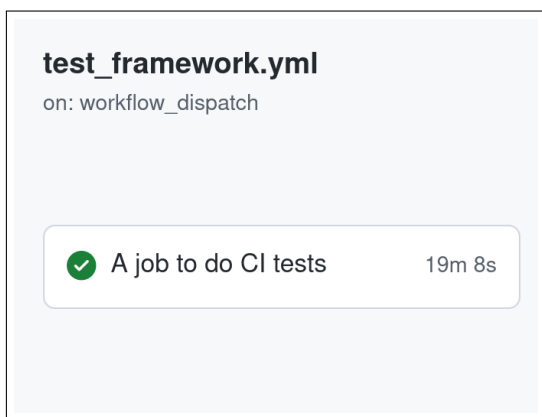 test_framework.yml
on: workflow_dispatch
A job to do CI tests 19m 8s